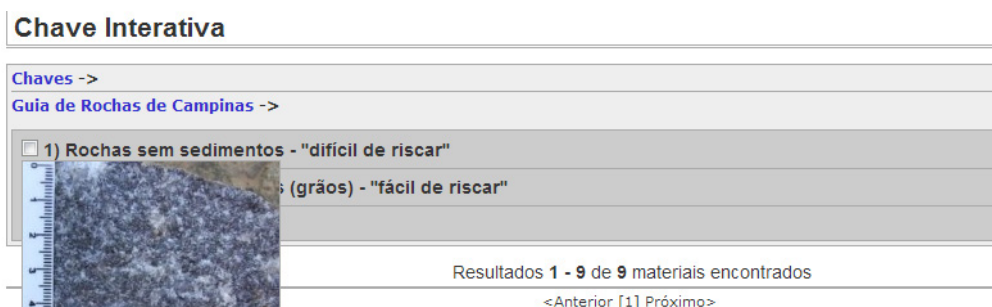 Chave Interativa
Chaves ->
Guia de Rochas de Campinas ->
1) Rochas sem sedimentos - "difícil de riscar"
(grãos) - "fácil de riscar"
Resultados 1 - 9 de 9 materiais encontrados
<Anterior [1] Próximo>